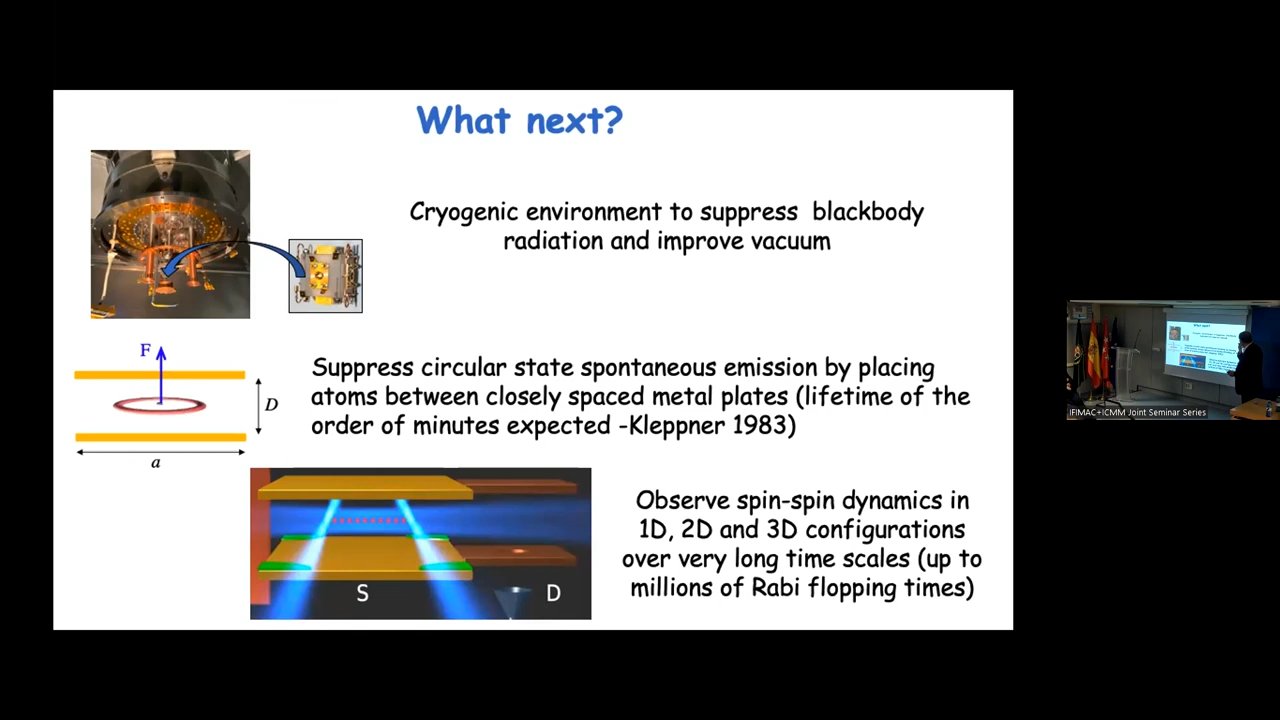 What next?
Cryogenic environment to suppress blackbody
radiation and improve vacuum
F
D
a
Suppress circular state spontaneous emission by placing
atoms between closely spaced metal plates (lifetime of the
order of minutes expected -Kleppner 1983)
S
D
Observe spin-spin dynamics in
1D, 2D and 3D configurations
over very long time scales (up to
millions of Rabi flopping times)
WHAT NEXT?
IFIMAC+ICMM Joint Seminar Series